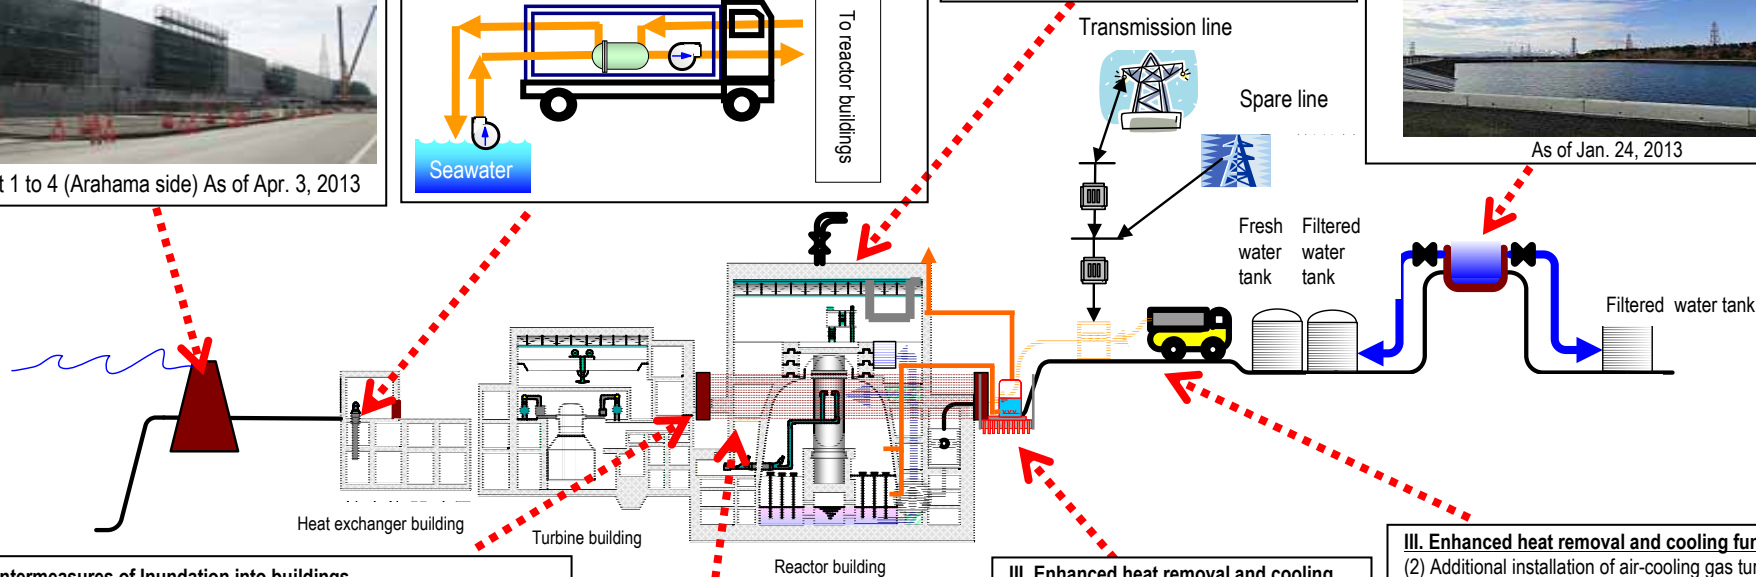 To reactor buildings
Seawater
t 1 to 4 (Arahama side) As of Apr. 3, 2013
Transmission line
Spare line
As of Jan. 24, 2013
Fresh water tank
Filtered water tank
Filtered water tank
Heat exchanger building
Turbine building
Reactor building
ntermeasures of Inundation into buildings
III. Enhanced heat removal and cooling
III. Enhanced heat removal and cooling fur
(2) Additional installation of air-cooling gas tur